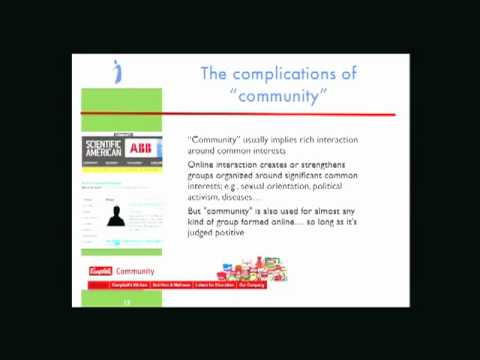 The complications of
"community"
"Community" usually implies rich interaction
around common interests
Online interaction creates or strengthens
groups organized around significant common
interests; e.g., sexual orientation, political
activism, diseases...
But "community" is also used for almost any
kind of group formed online.... so long as it's
judged positive
SCIENTIFIC
AMERICAN
ABB
Campbell's Community
Campbell's Kitchen Nutrition & Wellness Labels for Education Our Company